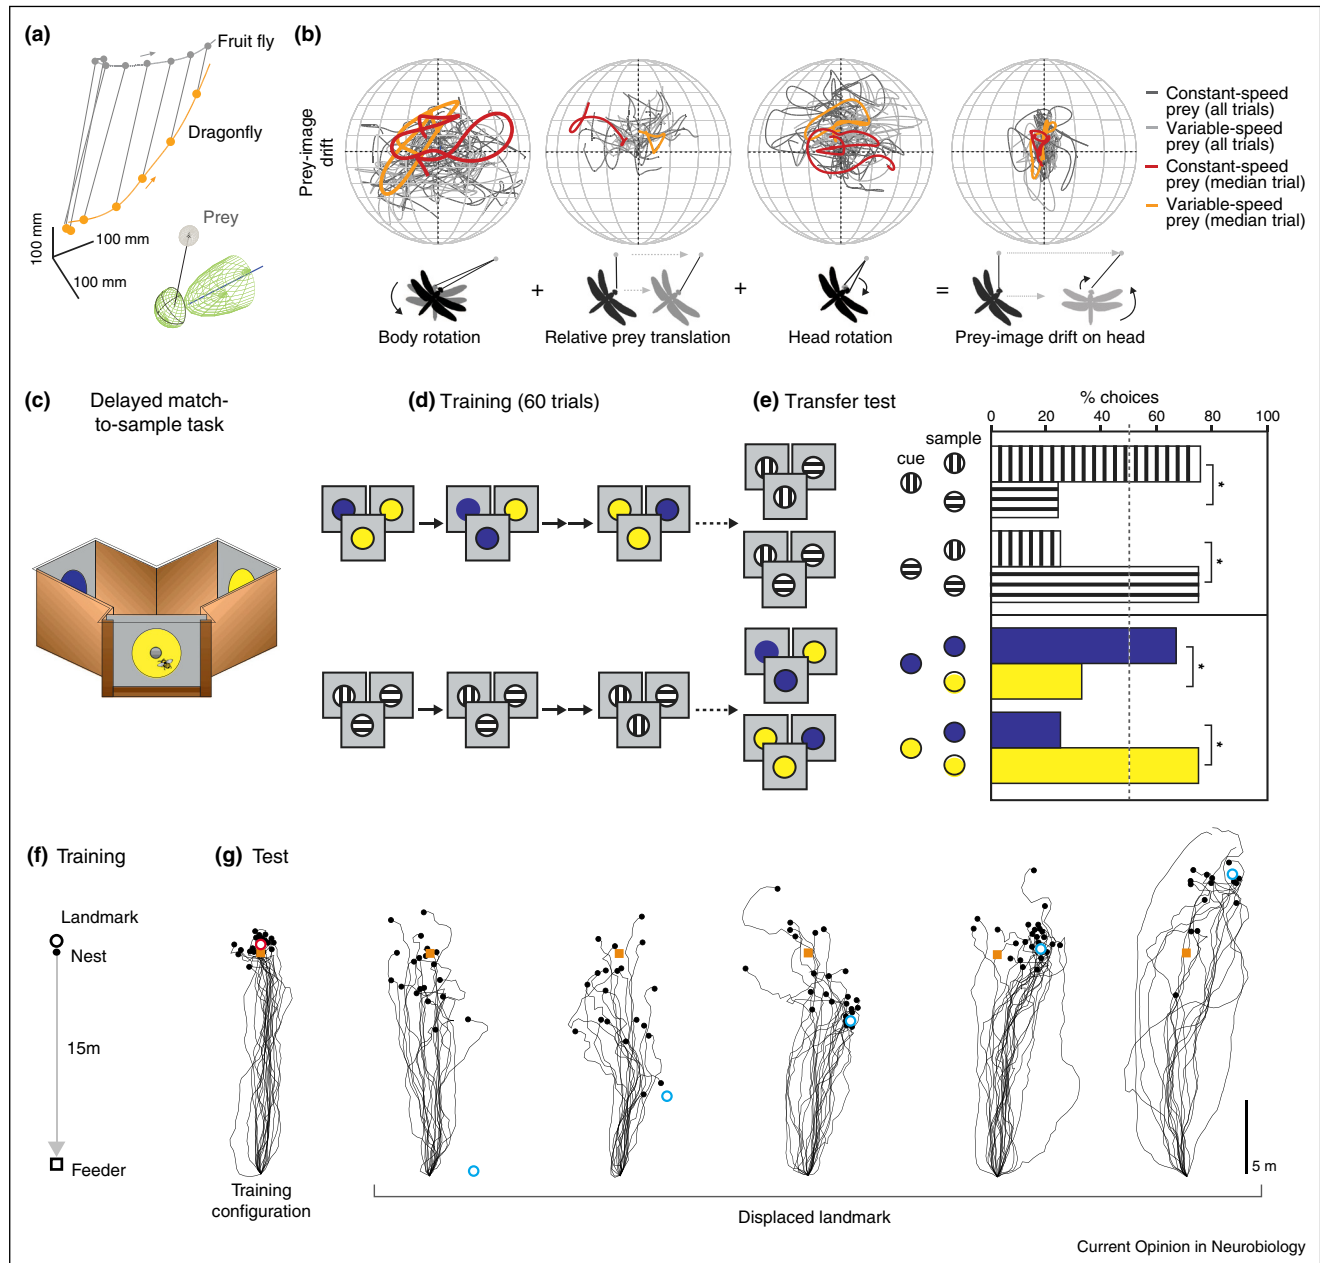 (a)
Fruit fly
Dragonfly
100 mm
100 mm
100 mm
Prey
(b)
Prey-image
drift
Constant-speed
prey (all trials)
Variable-speed
prey (all trials)
Constant-speed
prey (median trial)
Variable-speed
prey (median trial)
+
+
=
Body rotation
Relative prey translation
Head rotation
Prey-image drift on head
(c) Delayed match-
to-sample task
(d) Training (60 trials)
(e) Transfer test
% choices
0 20 40 60 80 100
sample
cue
*
*
*
*
(f) Training
Landmark
Nest
15m
Feeder
(g) Test
Training
configuration
Displaced landmark
5 m
Current Opinion in Neurobiology